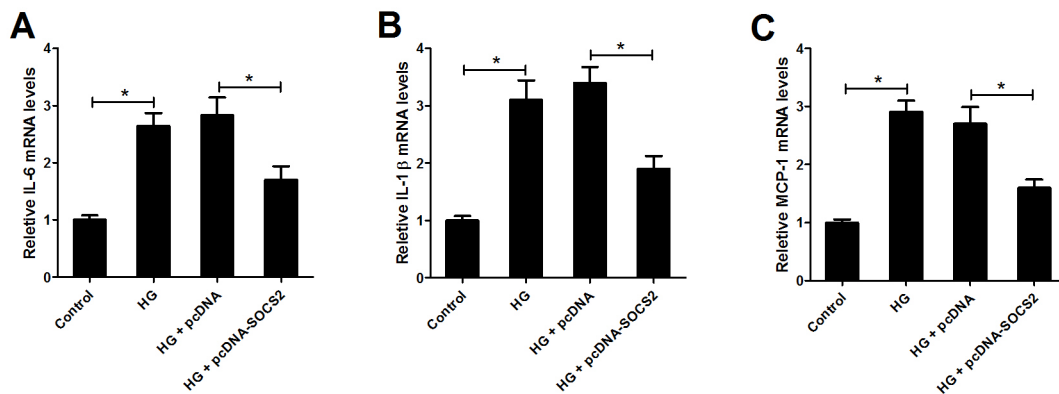 A
Reletive IL-6 mRNA levels
4
3
2
1
0
*
*
Control
HG
HG + pcDNA
HG + pcDNA-SOCS2
B
Reletive IL-1 β mRNA levels
4
3
2
1
0
*
*
Control
HG
HG + pcDNA
HG + pcDNA-SOCS2
C
Reletive MCP-1 mRNA levels
4
3
2
1
0
*
*
Control
HG
HG + pcDNA
HG + pcDNA-SOCS2